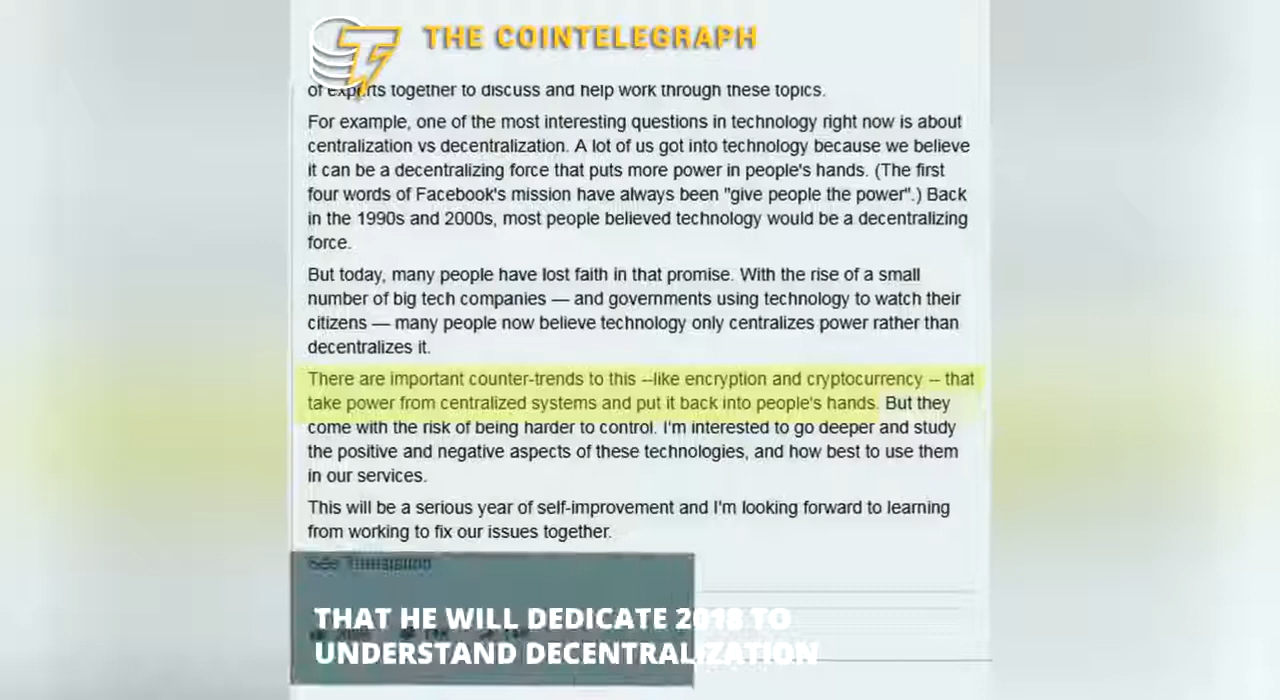 THE COINTELEGRAPH
of experts together to discuss and help work through these topics.
For example, one of the most interesting questions in technology right now is about
centralization vs decentralization. A lot of us got into technology because we believe
it can be a decentralizing force that puts more power in people's hands. (The first
four words of Facebook's mission have always been "give people the power".) Back
in the 1990s and 2000s, most people believed technology would be a decentralizing
force.
But today, many people have lost faith in that promise. With the rise of a small
number of big tech companies — and governments using technology to watch their
citizens — many people now believe technology only centralizes power rather than
decentralizes it.
There are important counter-trends to this --like encryption and cryptocurrency -- that
take power from centralized systems and put it back into people's hands. But they
come with the risk of being harder to control. I'm interested to go deeper and study
the positive and negative aspects of these technologies, and how best to use them
in our services.
This will be a serious year of self-improvement and I'm looking forward to learning
from working to fix our issues together.
See Translation
THAT HE WILL DEDICATE 2018 TO
UNDERSTAND DECENTRALIZATION